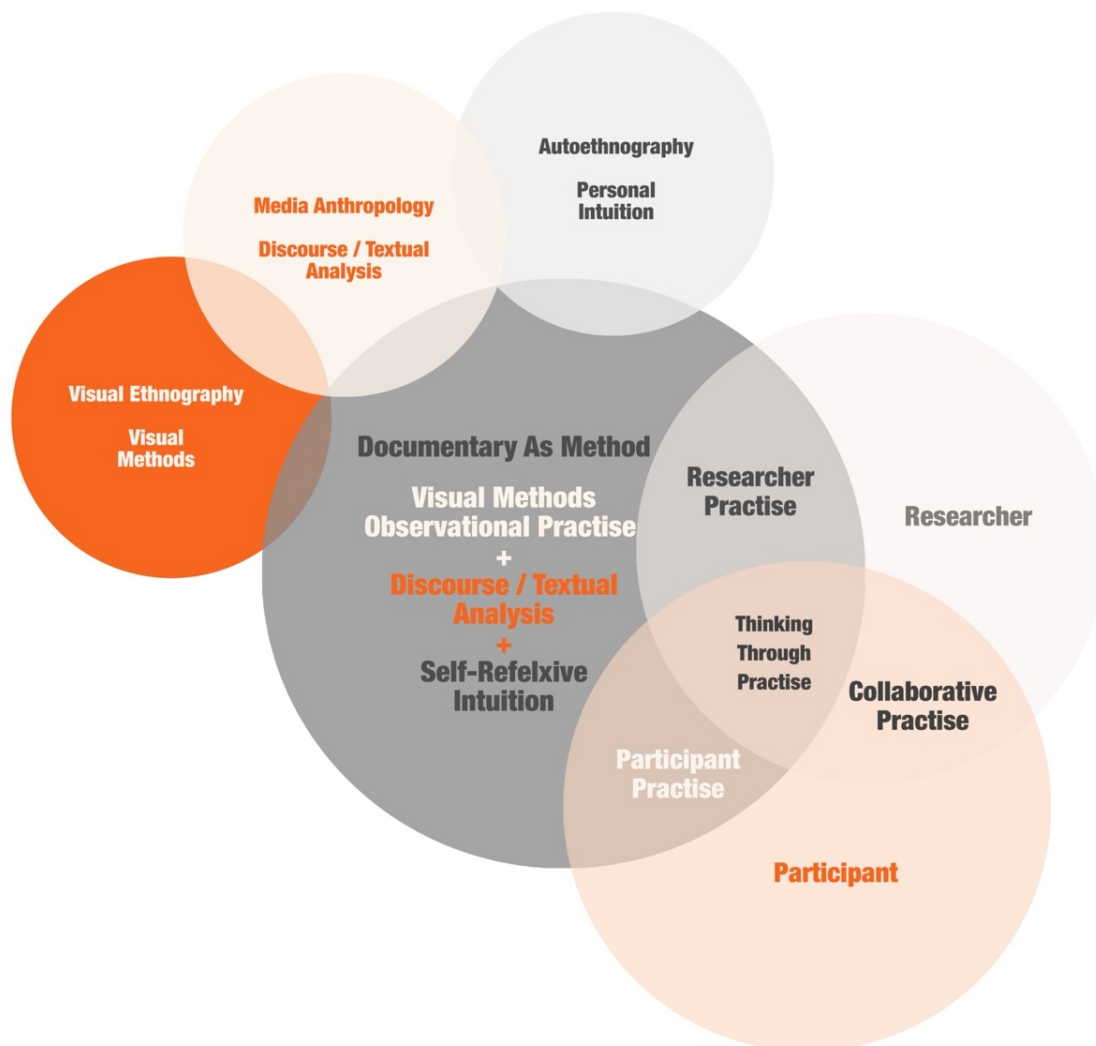 Autoethnography
Personal
Intuition
Media Anthropology
Discourse / Textual
Analysis
Visual Ethnography
Visual
Methods
Documentary As Method
Visual Methods
Observational Practise
+
Discourse / Textual
Analysis
+
Self-Refelxive
Intuition
Researcher
Practise
Researcher
Thinking
Through
Practise
Collaborative
Practise
Participant
Practise
Participant